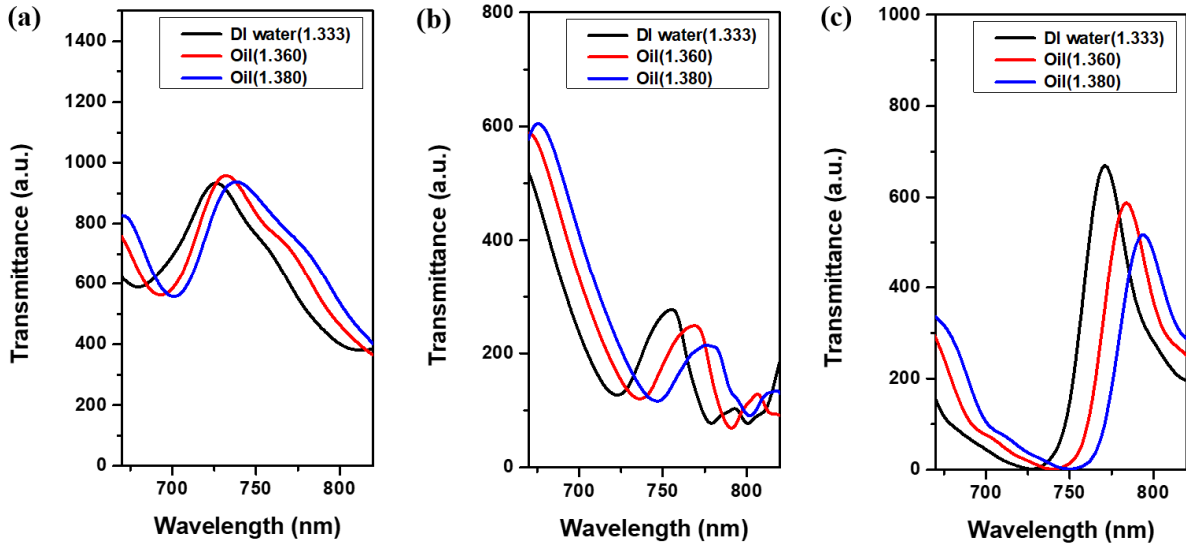 (a)
DI water(1.333)
Oil(1.360)
Oil(1.380)
Transmittance (a.u.)
1400
1200
1000
800
600
400
200
0
700
750
800
Wavelength (nm)
(b)
DI water(1.333)
Oil(1.360)
Oil(1.380)
Transmittance (a.u.)
800
600
400
200
0
700
750
800
Wavelength (nm)
(c)
DI water(1.333)
Oil(1.360)
Oil(1.380)
Transmittance (a.u.)
1000
800
600
400
200
0
700
750
800
Wavelength (nm)